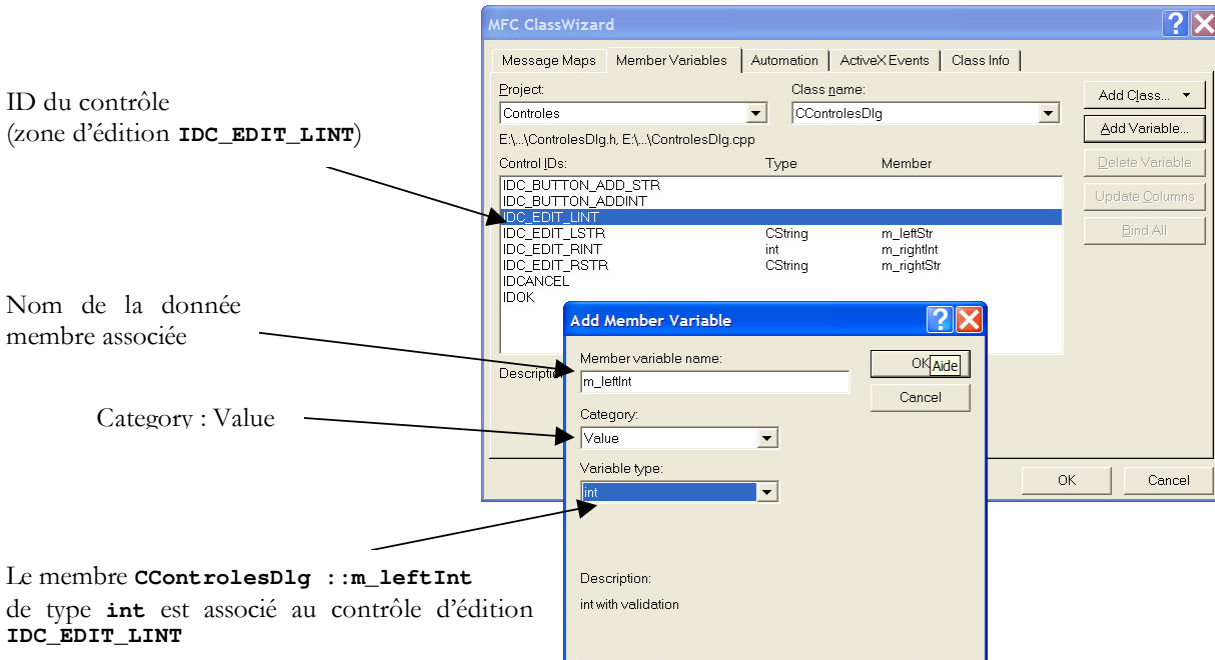 MFC ClassWizard
Message Maps Member Variables Automation ActiveX Events Class Info
Project:
Class name:
Controles
CControlesDlg
E:\...\ControlesDlg.h, E:\...\ControlesDlg.cpp
Control IDs:
Type
Member
IDC_BUTTON_ADD_STR
IDC_BUTTON_ADDINT
IDC_EDIT_LINT
IDC_EDIT_LSTR CString m_leftStr
IDC_EDIT_RINT int m_rightInt
IDC_EDIT_RSTR CString m_rightStr
IDCANCEL
IDOK
Add Class...
Add Variable...
Delete Variable
Update Columns
Bind All
Descriptio
OK
Cancel
Add Member Variable
Member variable name:
m_leftInt
Category:
Value
Variable type:
int
Description:
int with validation
OK
Aide
Cancel
ID du contrôle
(zone d'édition IDC_EDIT_LINT)
Nom de la donnée
membre associée
Category : Value
Le membre CControlesDlg ::m_leftInt
de type int est associé au contrôle d'édition
IDC_EDIT_LINT